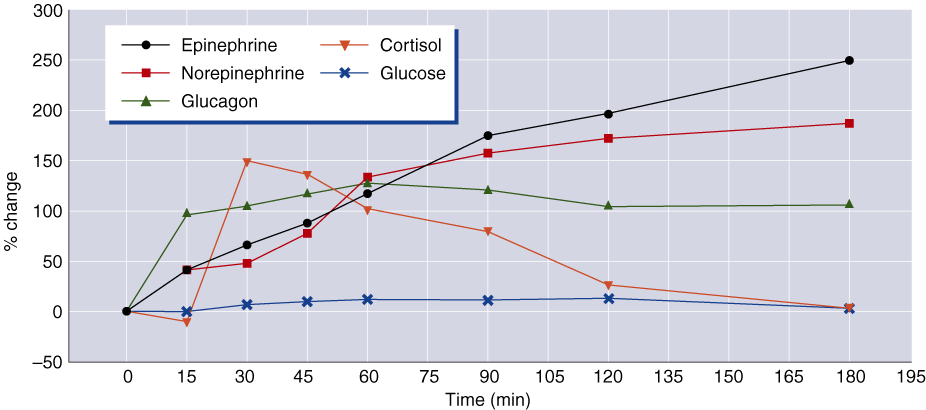 300
250
200
150
100
50
0
–50
% change
Epinephrine
Norepinephrine
Glucagon
Cortisol
Glucose
0 15 30 45 60 75 90 105 120 135 150 165 180 195
Time (min)